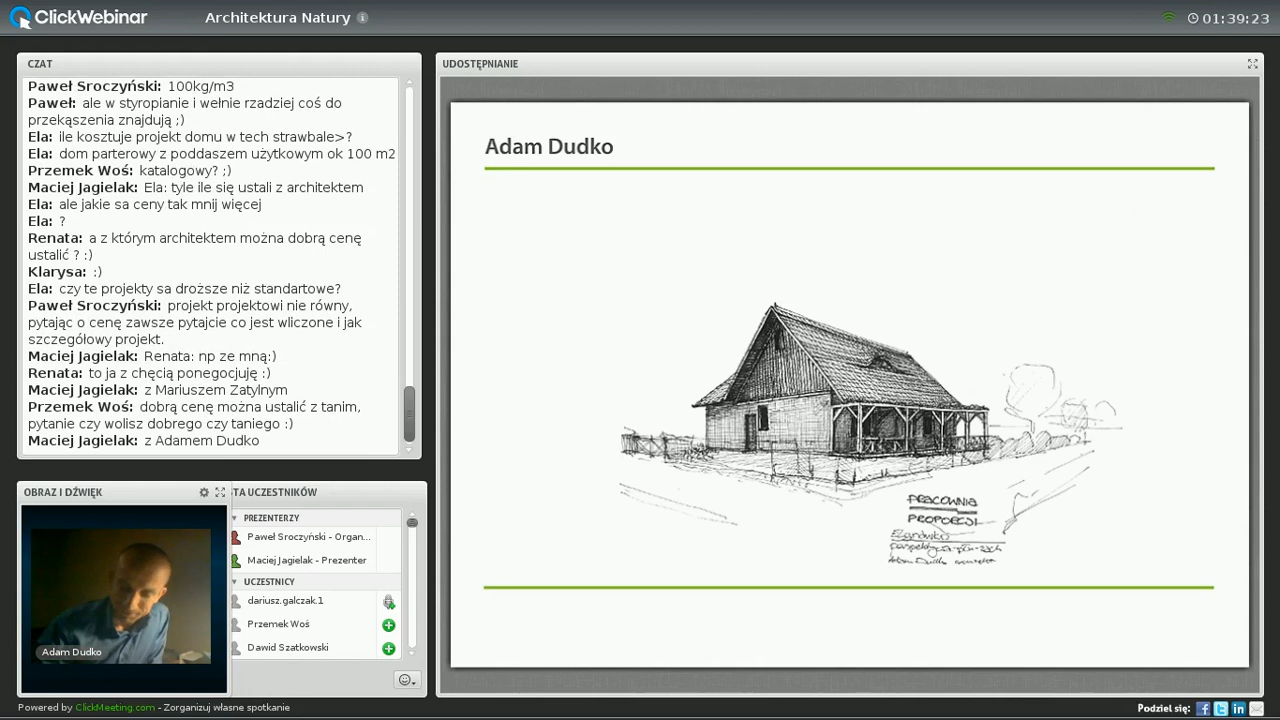 ClickWebinar
Architektura Natury
01:39:23
CZAT
Paweł Sroczyński: 100kg/m3
Paweł: ale w styropianie i wełnie rzadziej coś do
przekąszenia znajdują ;)
Ela: ile kosztuje projekt domu w tech strawbale>?
Ela: dom parterowy z poddaszem użytkowym ok 100 m2
Przemek Woś: katalogowy? ;)
Maciej Jagielak: Ela: tyle ile się ustali z architektem
Ela: ale jakie sa ceny tak mnij więcej
Ela: ?
Renata: a z którym architektem można dobrą cenę
ustalić ? :)
Klarysa: :)
Ela: czy te projekty sa droższe niż standartowe?
Paweł Sroczyński: projekt projektowi nie równy,
pytając o cenę zawsze pytajcie co jest wliczone i jak
szczegółowy projekt.
Maciej Jagielak: Renata: np ze mną:)
Renata: to ja z chęcią ponegocjuję :)
Maciej Jagielak: z Mariuszem Zatylnym
Przemek Woś: dobrą cenę można ustalić z tanim,
pytanie czy wolisz dobrego czy taniego :)
Maciej Jagielak: z Adamem Dudko
OBRAZ I DŹWIĘK
Adam Dudko
TA UCZESTNIKÓW
PREZENTERZY
Paweł Sroczyński - Organ...
Maciej Jagielak - Prezenter
UCZESTNICY
dariusz.galczak.1
Przemek Woś
Dawid Szatkowski
UDOSTĘPNIANIE
Adam Dudko
PRACOWNIA
PROPORCJI
Adam Dudko
Powered by ClickMeeting.com - Zorganizuj własne spotkanie
Podziel się: